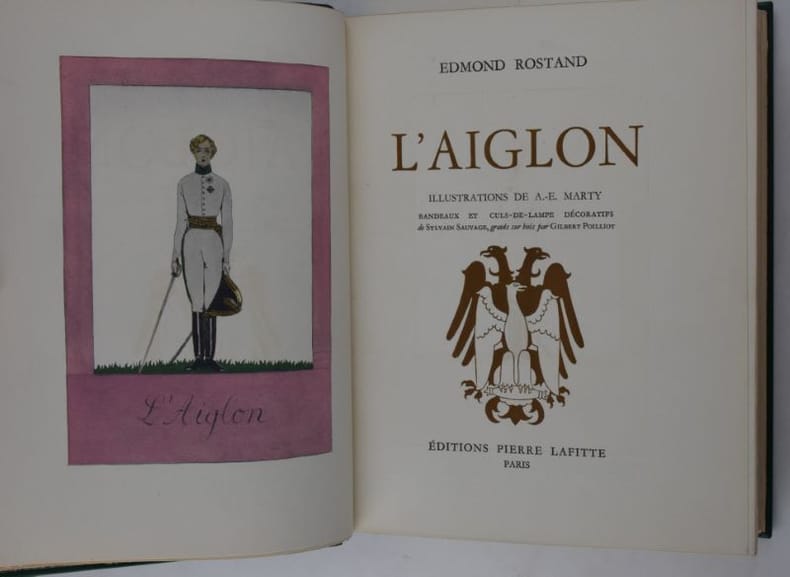 L'Aiglon
EDMOND ROSTAND
L'AIGLON
ILLUSTRATIONS DE A.-E. MARTY
BANDEAUX ET CULS-DE-LAMPE DÉCORATIFS
de SYLVAIN SAUVAGE, gravés sur bois par GILBERT POILLIOT
ÉDITIONS PIERRE LAFITTE
PARIS